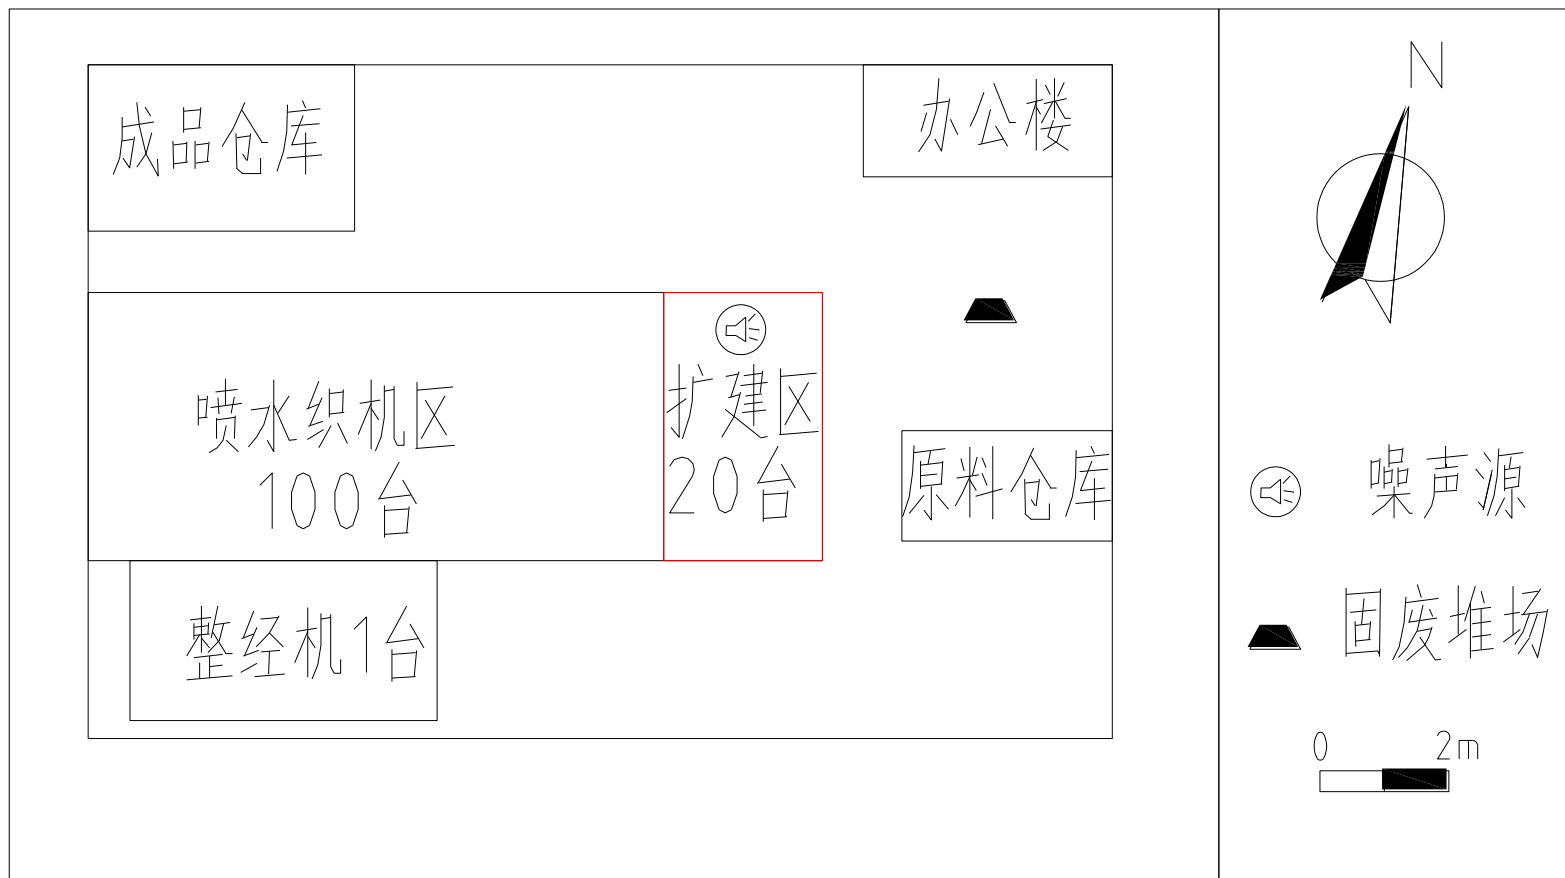 成品仓库
办公楼
喷水织机区
100台
扩建区
20台
原料仓库
整经机1台
N
噪声源
固废堆场
0 2m